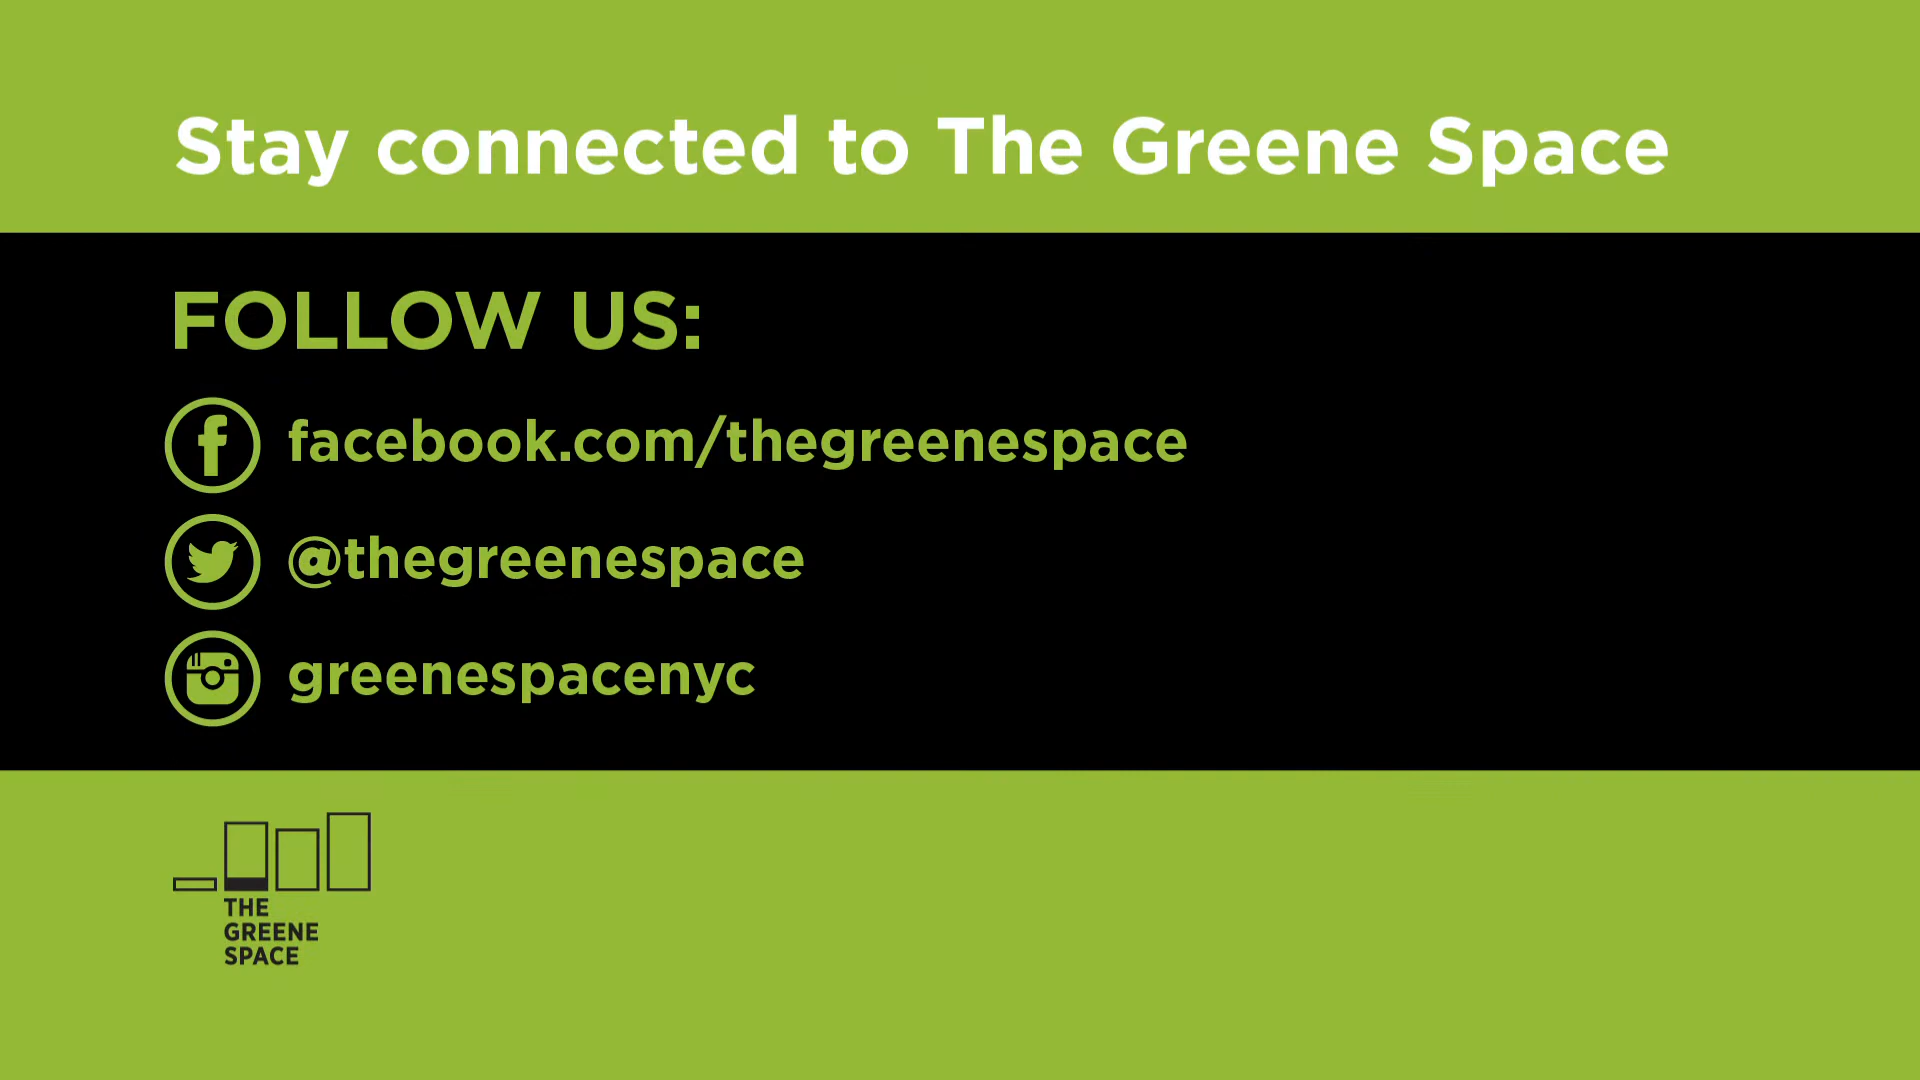 Stay connected to The Greene Space
FOLLOW US:
facebook.com/thegreenespace
@thegreenespace
greenespacenyc
THE
GREENE
SPACE